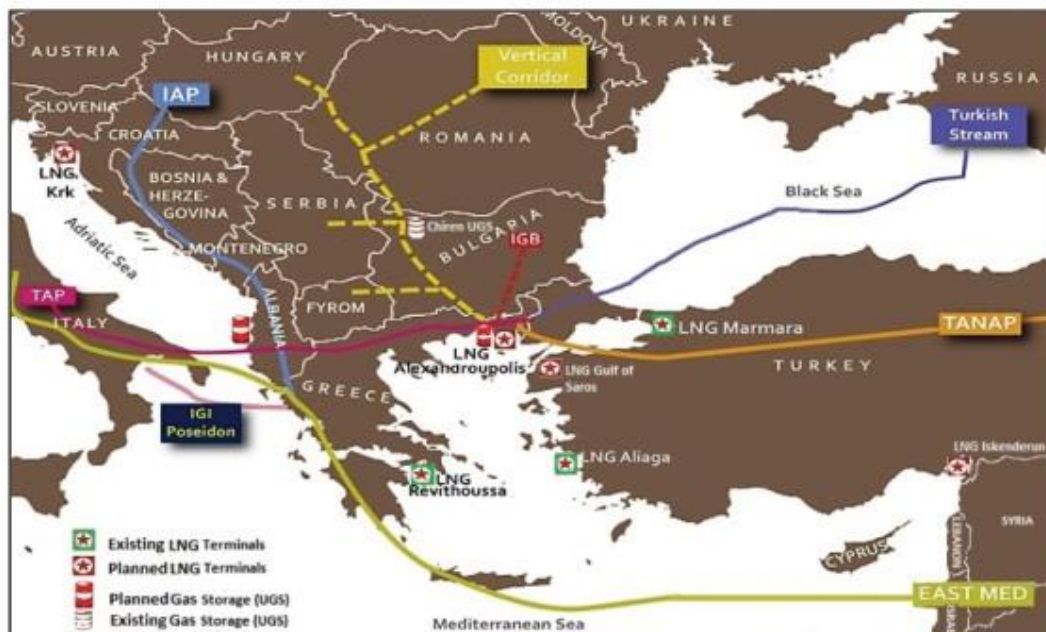 AUSTRIA
HUNGARY
MOLDOVA
UKRAINE
RUSSIA
Vertical
Corridor
IAP
SLOVENIA
CROATIA
ROMANIA
Turkish
Stream
LNG
Krk
BOSNIA &
HERZE-
GOVINA
SERBIA
Black Sea
Adriatic Sea
Chiren UGS
BULGARIA
IGB
MONTENEGRO
TAP
ITALY
ALBANIA
FYROM
LNG Marmara
TANAP
LNG
Alexandroupolis
LNG Gulf of
Saros
TURKEY
GREECE
IGI
Poseidon
LNG
Revithoussa
LNG Aliaga
LNG Iskenderun
SYRIA
LEBANON
CYPRUS
EAST MED
Existing LNG Terminals
Planned LNG Terminals
Planned Gas Storage (UGS)
Existing Gas Storage (UGS)
Mediterranean Sea